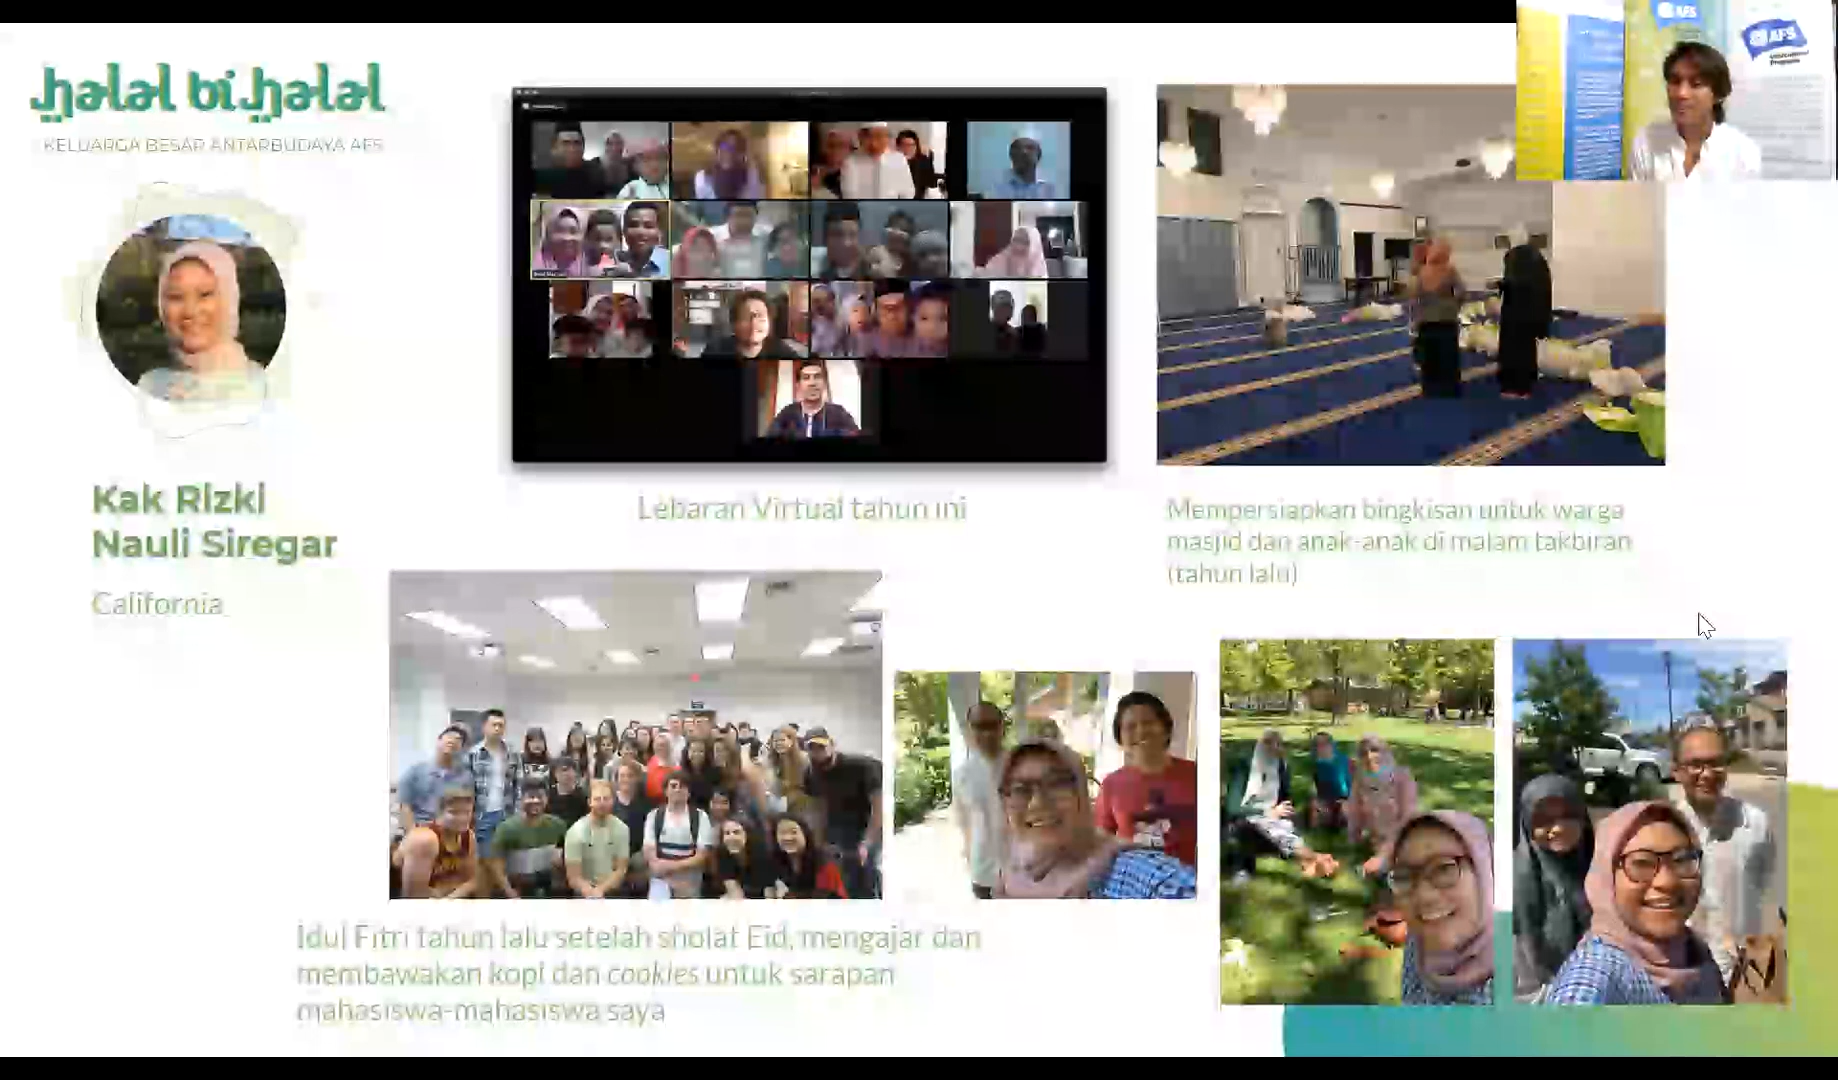 halal bi halal
KELUARGA BESAR ANTARBUDAYA AFS
AFS
AFS
Kak Rizki
Nauli Siregar
California
Lebaran Virtual tahun ini
Mempersiapkan bingkisan untuk warga
masjid dan anak-anak di malam takbiran
(tahun lalu)
Idul Fitri tahun lalu setelah sholat Eid, mengajar dan
membawakan kopi dan cookies untuk sarapan
mahasiswa-mahasiswa saya